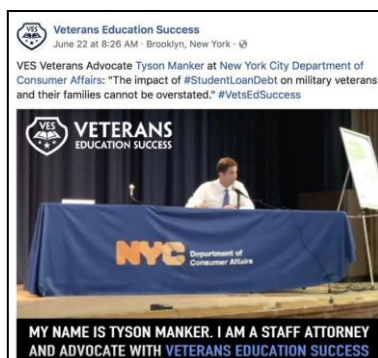 Veterans Education Success
June 22 at 8:26 AM · Brooklyn, New York ·
VES Veterans Advocate Tyson Manker at New York City Department of
Consumer Affairs: "The impact of #StudentLoanDebt on military veterans
and their families cannot be overstated." #VetsEdSuccess
VES
VETERANS
EDUCATION SUCCESS
NYC
Department of
Consumer Affairs
MY NAME IS TYSON MANKER. I AM A STAFF ATTORNEY
AND ADVOCATE WITH VETERANS EDUCATION SUCCESS